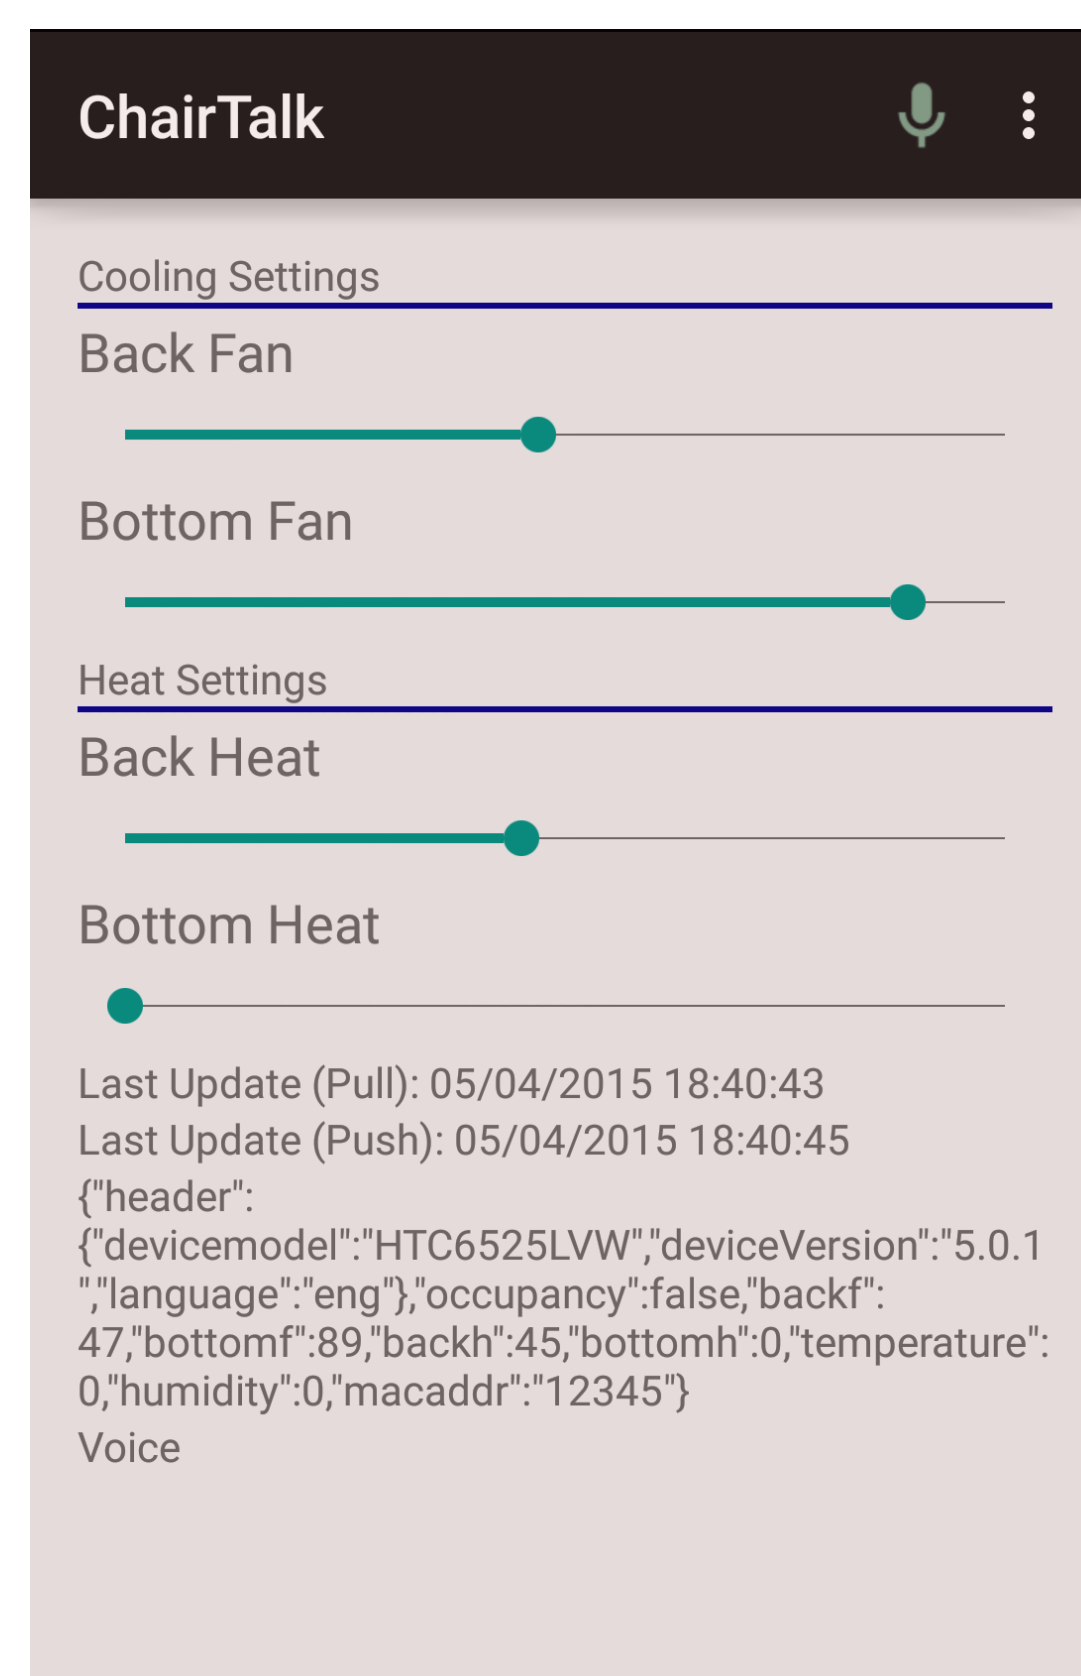 ChairTalk
Cooling Settings
Back Fan
Bottom Fan
Heat Settings
Back Heat
Bottom Heat
Last Update (Pull): 05/04/2015 18:40:43
Last Update (Push): 05/04/2015 18:40:45
{"header":
{"devicemodel":"HTC6525LVW","deviceVersion":"5.0.1
","language":"eng"},"occupancy":false,"backf":
47,"bottomf":89,"backh":45,"bottomh":0,"temperature":
0,"humidity":0,"macaddr":"12345"}
Voice